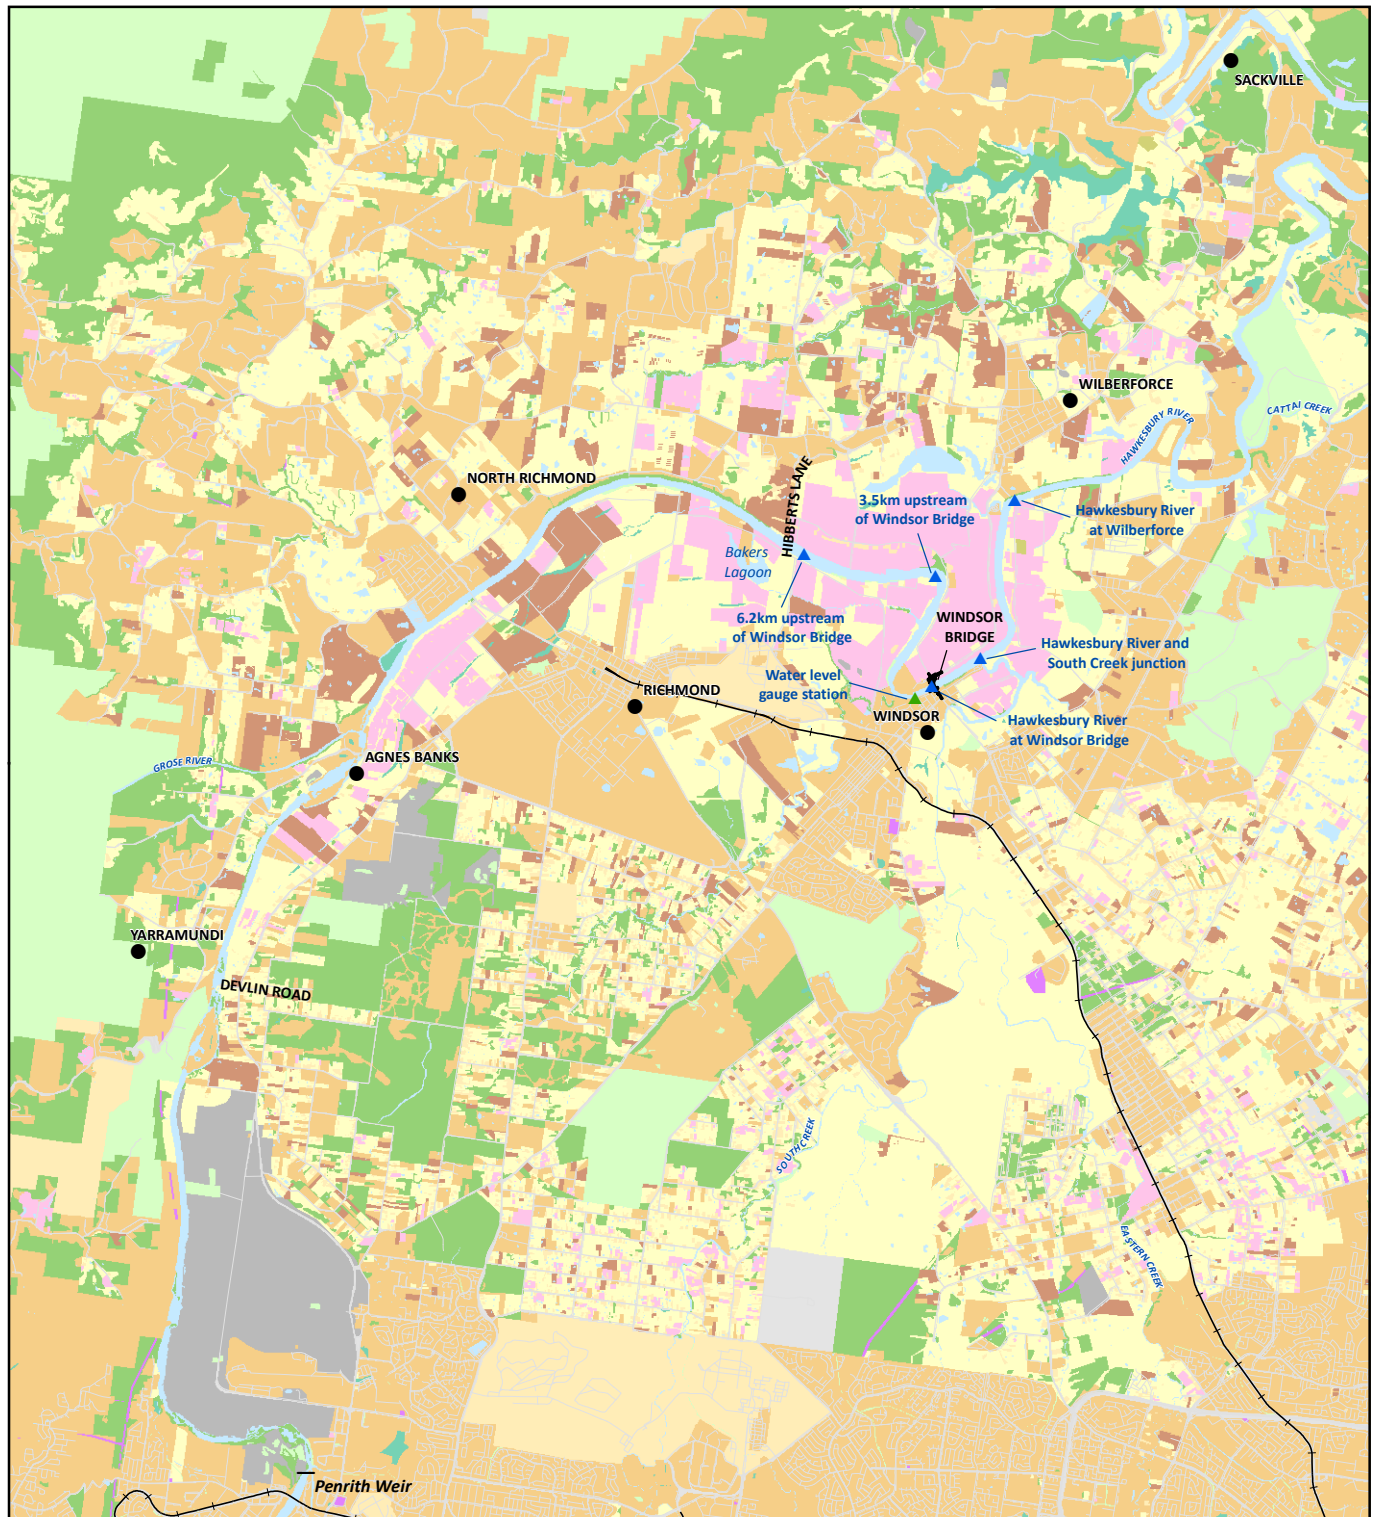 SACKVILLE
WILBERFORCE
CATTAI CREEK
HAWKESBURY RIVER
NORTH RICHMOND
HIBBERTS LANE
3.5km upstream
of Windsor Bridge
Hawkesbury River
at Wilberforce
Bakers
Lagoon
6.2km upstream
of Windsor Bridge
WINDSOR
BRIDGE
Hawkesbury River and
South Creek junction
Water level
gauge station
RICHMOND
WINDSOR
Hawkesbury River
at Windsor Bridge
GROSE RIVER
AGNES BANKS
YARRAMUNDI
DEVLIN ROAD
SOUTH CREEK
EASTERN CREEK
Penrith Weir